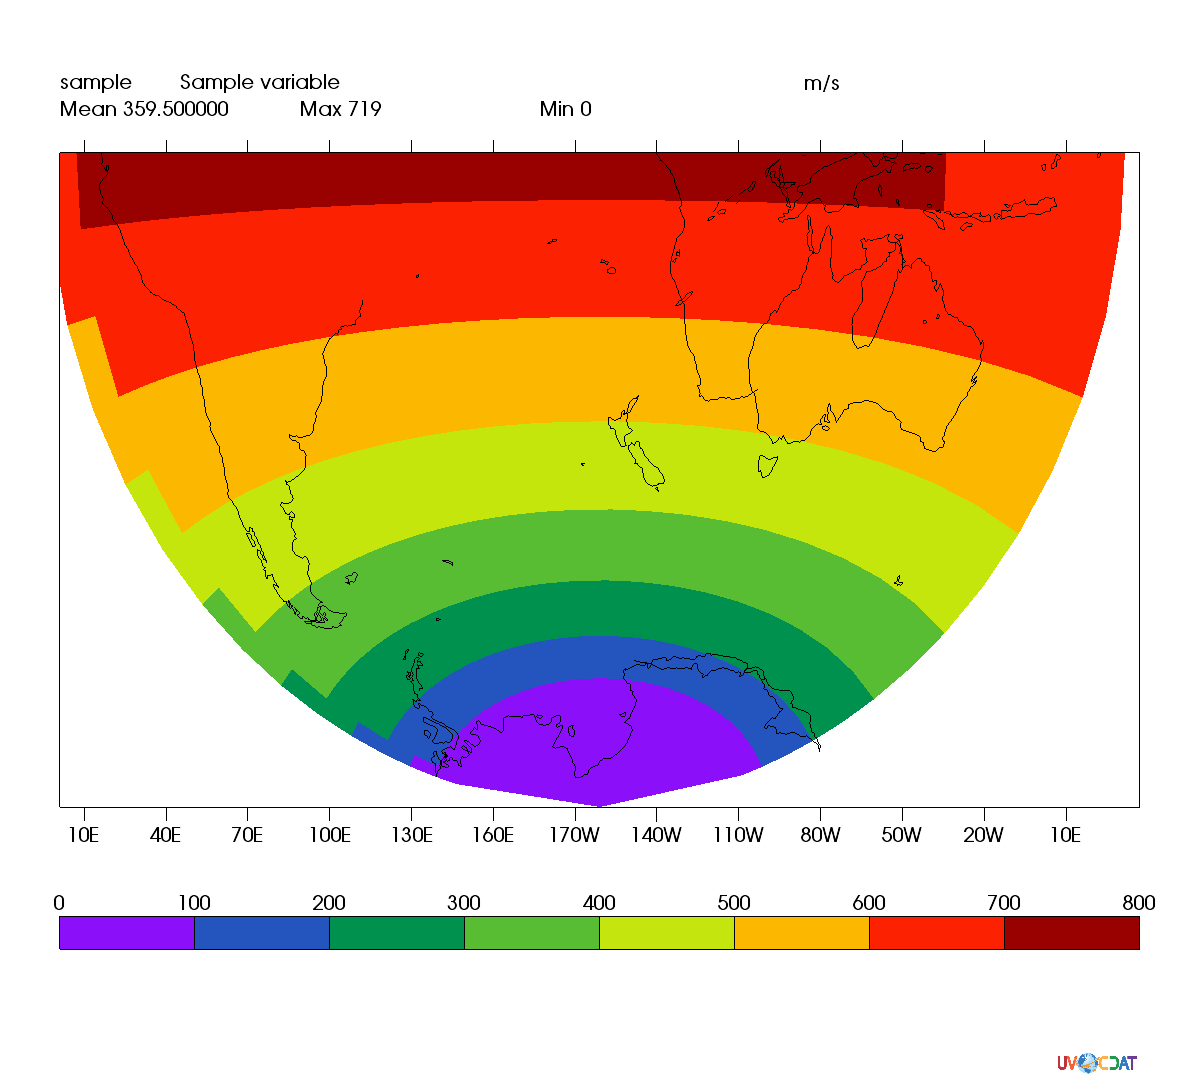 sample Sample variable m/s
Mean 359.500000 Max 719 Min 0
10E 40E 70E 100E 130E 160E 170W 140W 110W 80W 50W 20W 10E
0 100 200 300 400 500 600 700 800
UV CDAT